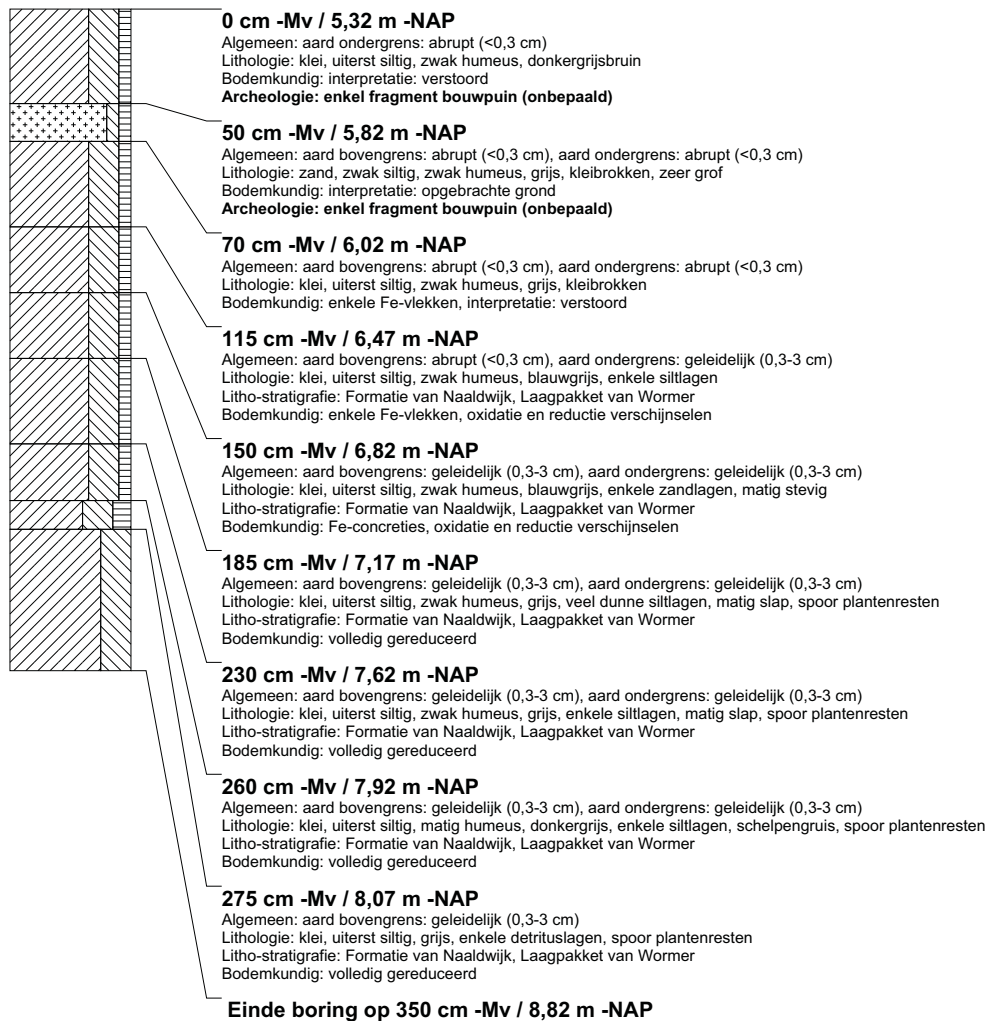 0 cm -Mv / 5,32 m -NAP
Algemeen: aard ondergrens: abrupt (<0,3 cm)
Lithologie: klei, uiterst siltig, zwak humeus, donkergrijsbruin
Bodemkundig: interpretatie: verstoord
Archeologie: enkel fragment bouwpuin (onbepaald)
50 cm -Mv / 5,82 m -NAP
Algemeen: aard bovengrens: abrupt (<0,3 cm), aard ondergrens: abrupt (<0,3 cm)
Lithologie: zand, zwak siltig, zwak humeus, grijs, kleibrokken, zeer grof
Bodemkundig: interpretatie: opgebrachte grond
Archeologie: enkel fragment bouwpuin (onbepaald)
70 cm -Mv / 6,02 m -NAP
Algemeen: aard bovengrens: abrupt (<0,3 cm), aard ondergrens: abrupt (<0,3 cm)
Lithologie: klei, uiterst siltig, zwak humeus, grijs, kleibrokken
Bodemkundig: enkele Fe-vlekken, interpretatie: verstoord
115 cm -Mv / 6,47 m -NAP
Algemeen: aard bovengrens: abrupt (<0,3 cm), aard ondergrens: geleidelijk (0,3-3 cm)
Lithologie: klei, uiterst siltig, zwak humeus, blauwgrijs, enkele siltlagen
Litho-stratigrafie: Formatie van Naaldwijk, Laagpakket van Wormer
Bodemkundig: enkele Fe-vlekken, oxidatie en reductie verschijnselen
150 cm -Mv / 6,82 m -NAP
Algemeen: aard bovengrens: geleidelijk (0,3-3 cm), aard ondergrens: geleidelijk (0,3-3 cm)
Lithologie: klei, uiterst siltig, zwak humeus, blauwgrijs, enkele zandlagen, matig stevig
Litho-stratigrafie: Formatie van Naaldwijk, Laagpakket van Wormer
Bodemkundig: Fe-concreties, oxidatie en reductie verschijnselen
185 cm -Mv / 7,17 m -NAP
Algemeen: aard bovengrens: geleidelijk (0,3-3 cm), aard ondergrens: geleidelijk (0,3-3 cm)
Lithologie: klei, uiterst siltig, zwak humeus, grijs, veel dunne siltlagen, matig slap, spoor plantenresten
Litho-stratigrafie: Formatie van Naaldwijk, Laagpakket van Wormer
Bodemkundig: volledig gereduceerd
230 cm -Mv / 7,62 m -NAP
Algemeen: aard bovengrens: geleidelijk (0,3-3 cm), aard ondergrens: geleidelijk (0,3-3 cm)
Lithologie: klei, uiterst siltig, zwak humeus, grijs, enkele siltlagen, matig slap, spoor plantenresten
Litho-stratigrafie: Formatie van Naaldwijk, Laagpakket van Wormer
Bodemkundig: volledig gereduceerd
260 cm -Mv / 7,92 m -NAP
Algemeen: aard bovengrens: geleidelijk (0,3-3 cm), aard ondergrens: geleidelijk (0,3-3 cm)
Lithologie: klei, uiterst siltig, matig humeus, donkergrijs, enkele siltlagen, schelpengruis, spoor plantenresten
Litho-stratigrafie: Formatie van Naaldwijk, Laagpakket van Wormer
Bodemkundig: volledig gereduceerd
275 cm -Mv / 8,07 m -NAP
Algemeen: aard bovengrens: geleidelijk (0,3-3 cm)
Lithologie: klei, uiterst siltig, grijs, enkele detrituslagen, spoor plantenresten
Litho-stratigrafie: Formatie van Naaldwijk, Laagpakket van Wormer
Bodemkundig: volledig gereduceerd
Einde boring op 350 cm -Mv / 8,82 m -NAP